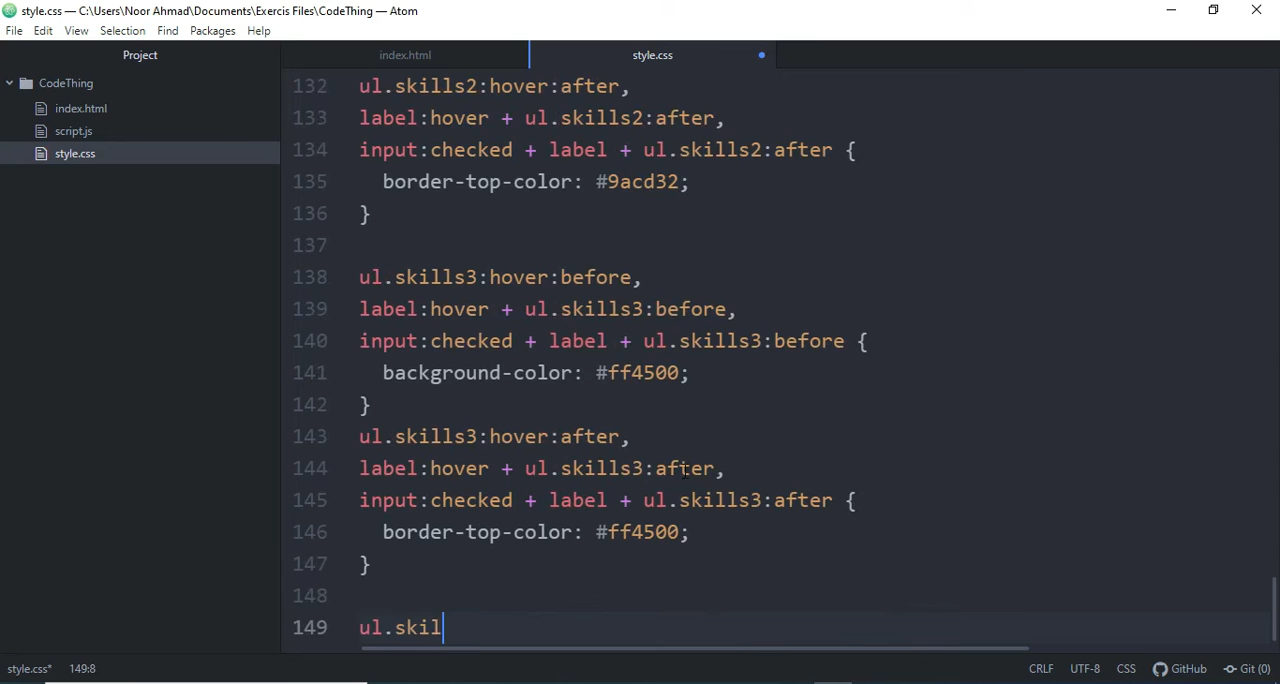 style.css — C:\Users\Noor Ahmad\Documents\Exercis Files\CodeThing — Atom
File Edit View Selection Find Packages Help
Project
index.html
style.css
CodeThing
index.html
script.js
style.css
132 ul.skills2:hover:after,
133 label:hover + ul.skills2:after,
134 input:checked + label + ul.skills2:after {
135 border-top-color: #9acd32;
136 }
137
138 ul.skills3:hover:before,
139 label:hover + ul.skills3:before,
140 input:checked + label + ul.skills3:before {
141 background-color: #ff4500;
142 }
143 ul.skills3:hover:after,
144 label:hover + ul.skills3:after,
145 input:checked + label + ul.skills3:after {
146 border-top-color: #ff4500;
147 }
148
149 ul.skil
style.css* 149:8 CRLF UTF-8 CSS GitHub Git (0)